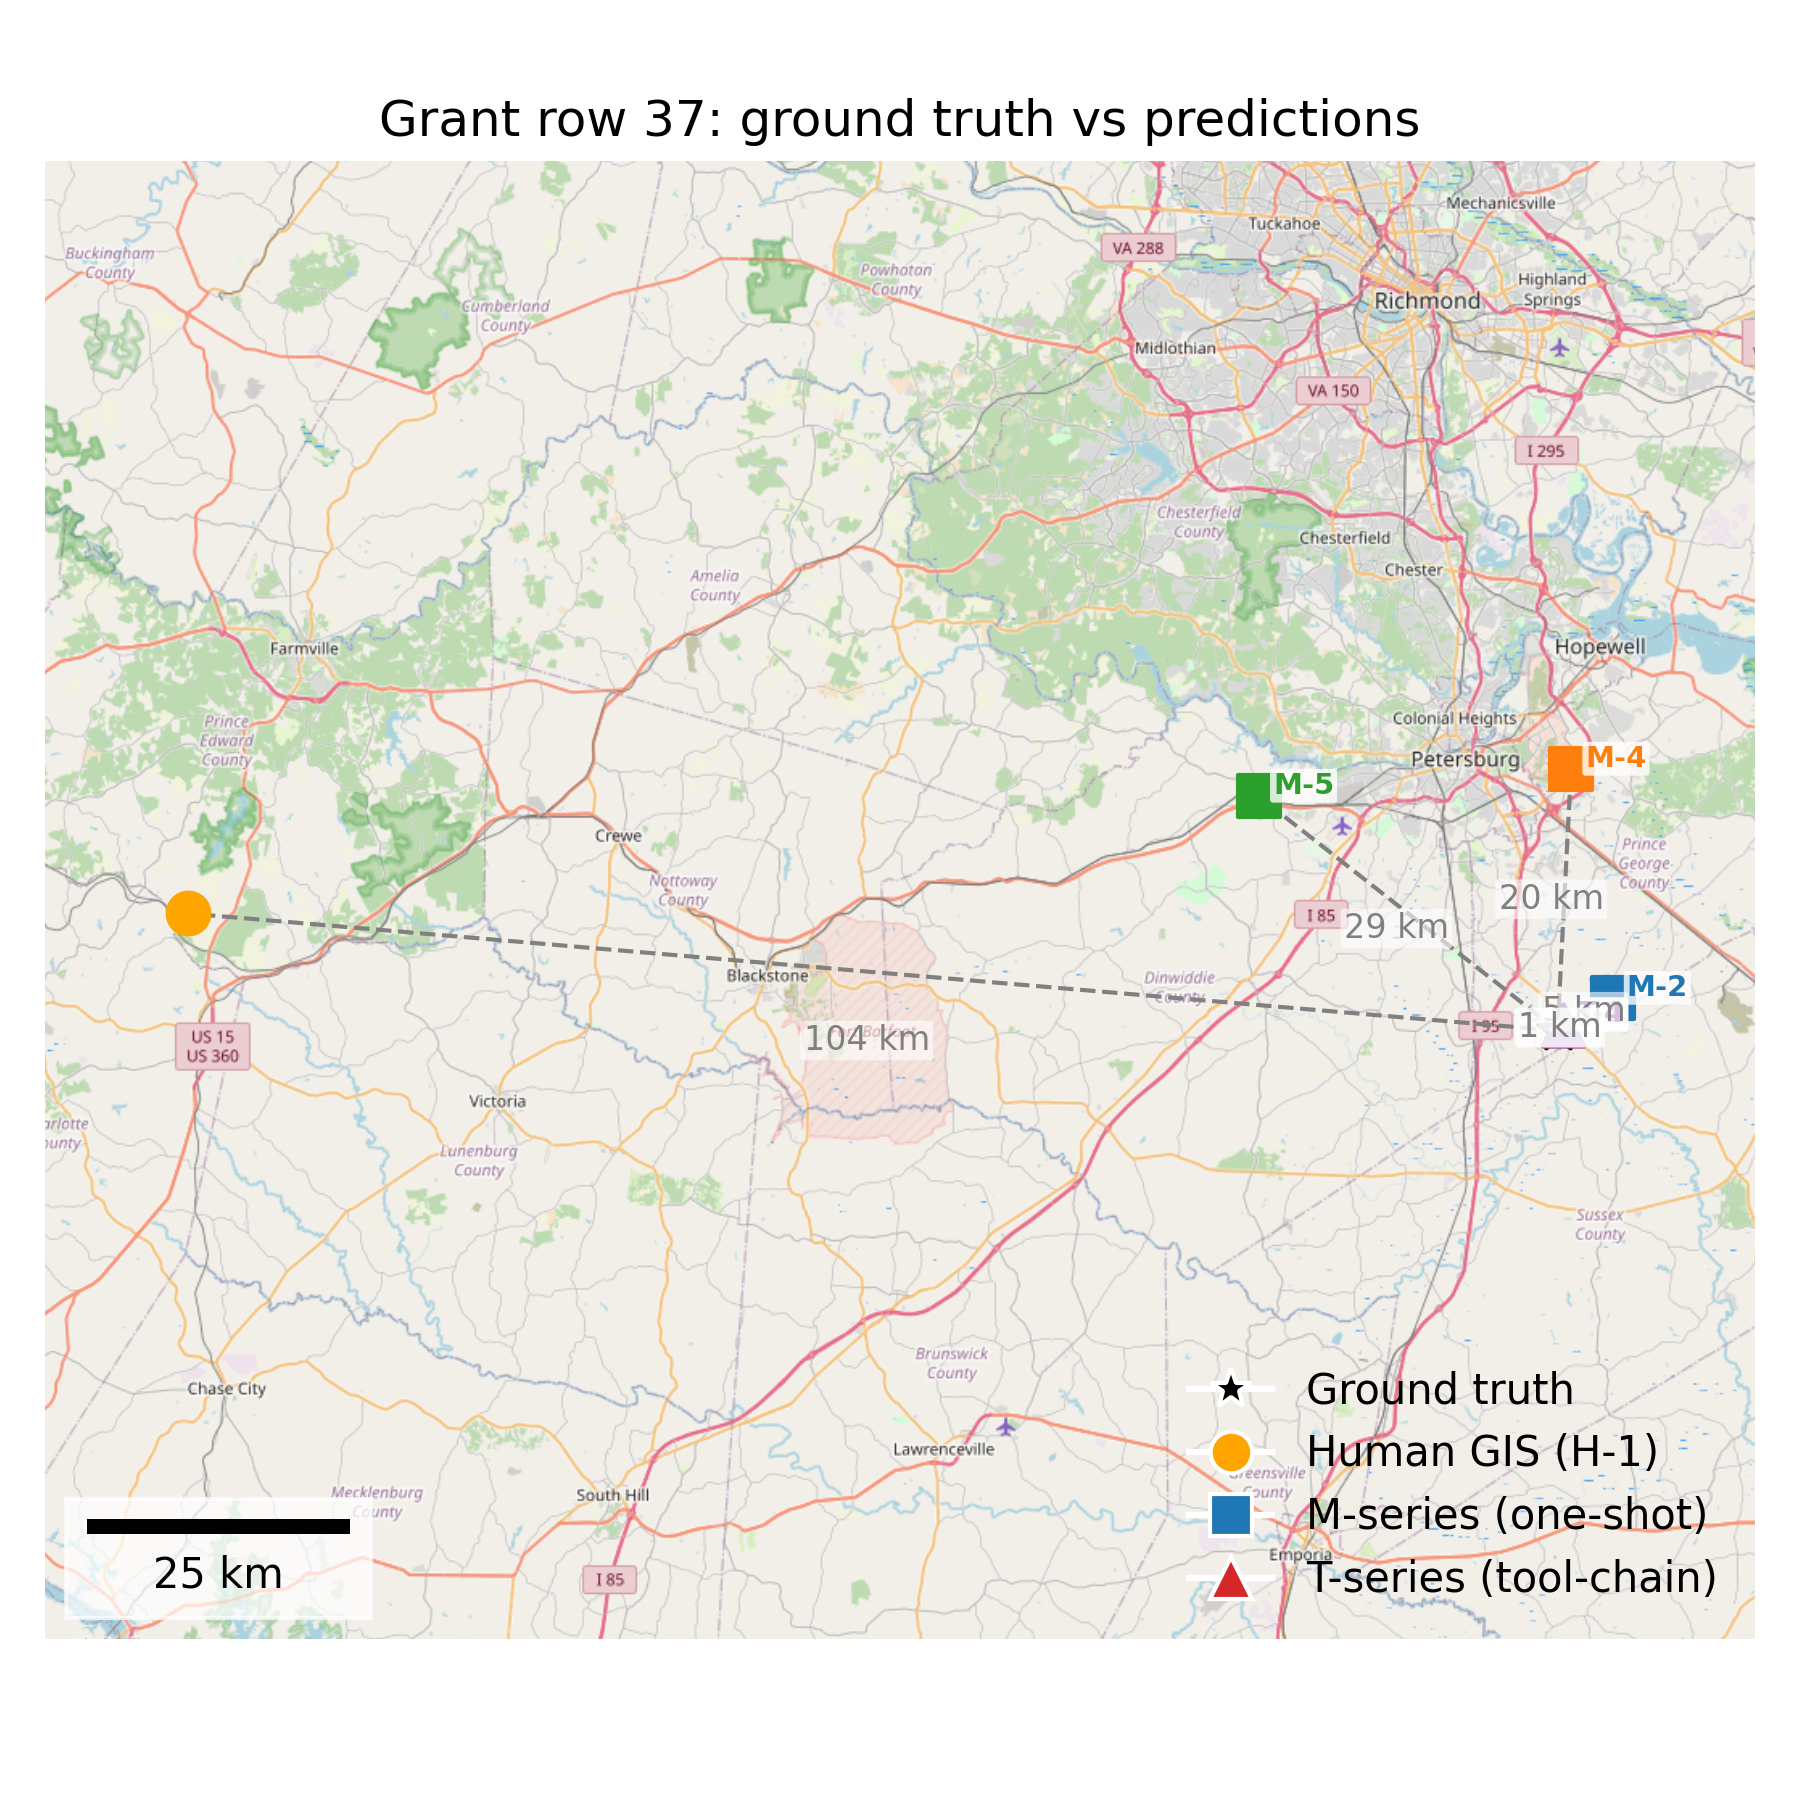 Grant row 37: ground truth vs predictions
Mechanicsville
Tuckahoe
VA 288
Buckingham
County
Powhatan
County
Highland
Springs
Richmond
Cumberland
County
Midlothian
VA 150
I 295
Chesterfield
County
Chesterfield
Chester
Amelia
County
Farmville
Hopewell
Prince
Edward
County
Colonial Heights
Petersburg
M-4
M-5
Crewe
Prince
George
County
Nottoway
County
20 km
I 85
29 km
Blackstone
Dinwiddie
County
M-2
5 km
1 km
I 95
104 km
US 15
US 360
Victoria
Lunenburg
County
Sussex
County
Brunswick
County
Chase City
Ground truth
Lawrenceville
Human GIS (H-1)
Greensville
County
Mecklenburg
County
South Hill
M-series (one-shot)
Emporia
25 km
I 85
T-series (tool-chain)